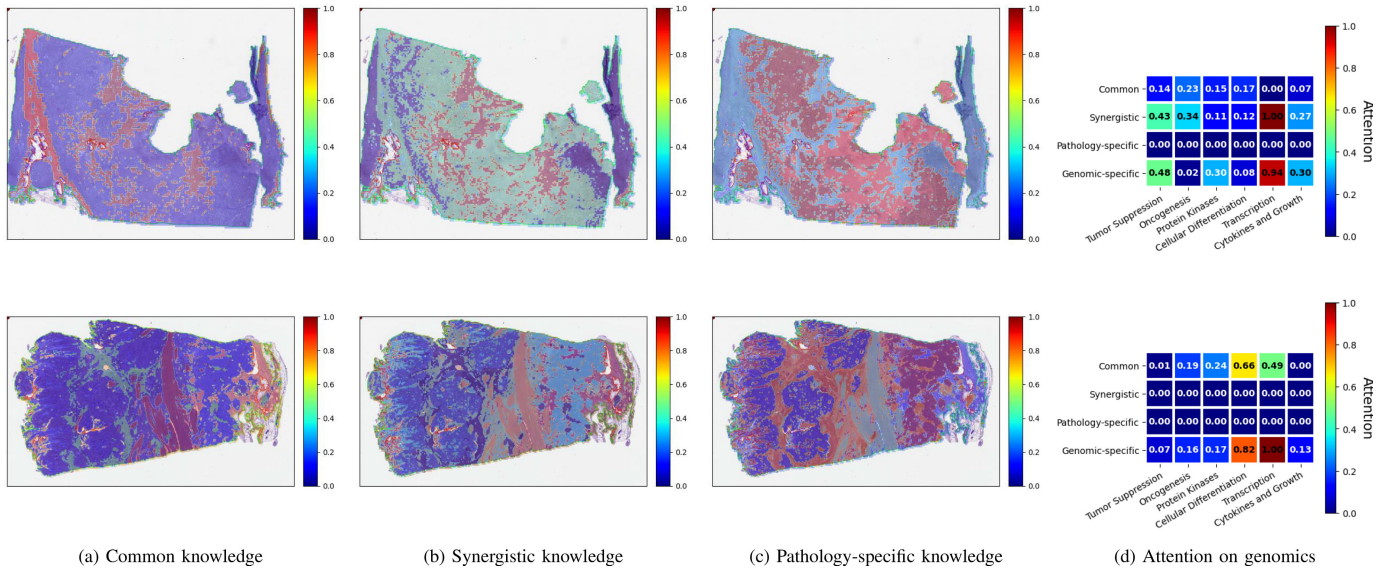 1.0
0.8
0.6
0.4
0.2
0.0
1.0
0.8
0.6
0.4
0.2
0.0
1.0
0.8
0.6
0.4
0.2
0.0
Common 0.14 0.23 0.15 0.17 0.00 0.07
Synergistic 0.43 0.34 0.11 0.12 1.00 0.27
Pathology-specific 0.00 0.00 0.00 0.00 0.00 0.00
Genomic-specific 0.48 0.02 0.30 0.08 0.94 0.30
Tumor Suppression
Oncogenesis
Protein Kinases
Cellular Differentiation
Transcription
Cytokines and Growth
1.0
0.8
0.6
0.4
0.2
0.0
Attention
1.0
0.8
0.6
0.4
0.2
0.0
1.0
0.8
0.6
0.4
0.2
0.0
1.0
0.8
0.6
0.4
0.2
0.0
Common 0.01 0.19 0.24 0.66 0.49 0.00
Synergistic 0.00 0.00 0.00 0.00 0.00 0.00
Pathology-specific 0.00 0.00 0.00 0.00 0.00 0.00
Genomic-specific 0.07 0.16 0.17 0.82 1.00 0.13
Tumor Suppression
Oncogenesis
Protein Kinases
Cellular Differentiation
Transcription
Cytokines and Growth
1.0
0.8
0.6
0.4
0.2
0.0
Attention
(a) Common knowledge
(b) Synergistic knowledge
(c) Pathology-specific knowledge
(d) Attention on genomics